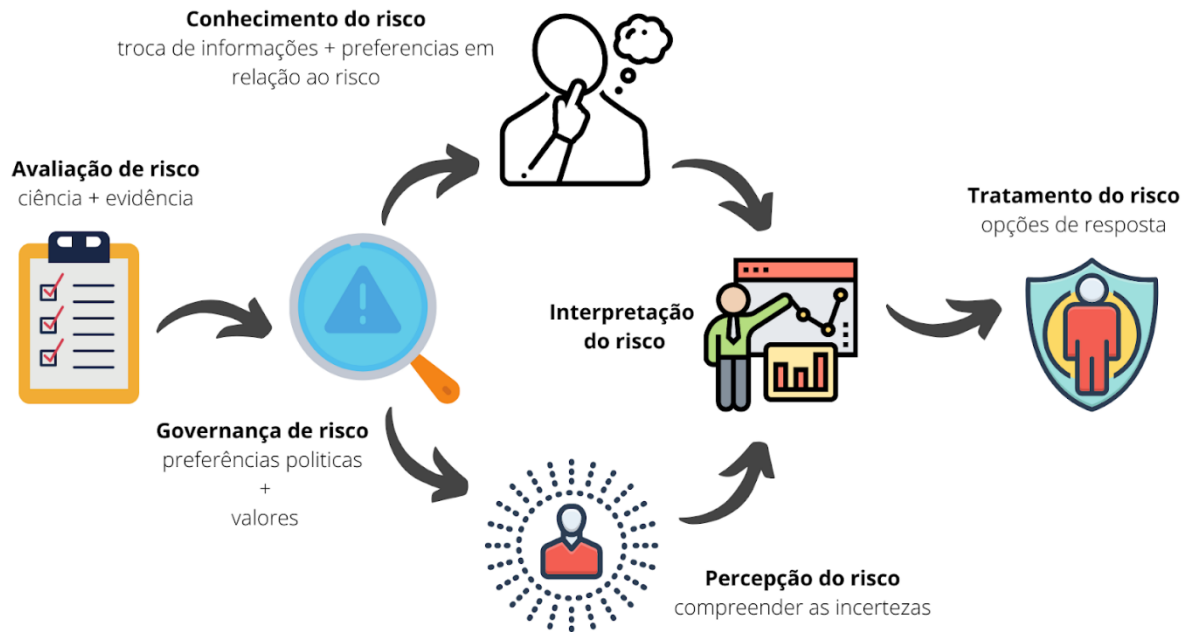 Conhecimento do risco
troca de informações + preferencias em
relação ao risco
Avaliação de risco
ciência + evidência
Tratamento do risco
opções de resposta
Interpretação
do risco
Governança de risco
preferências politicas
+
valores
Percepção do risco
compreender as incertezas